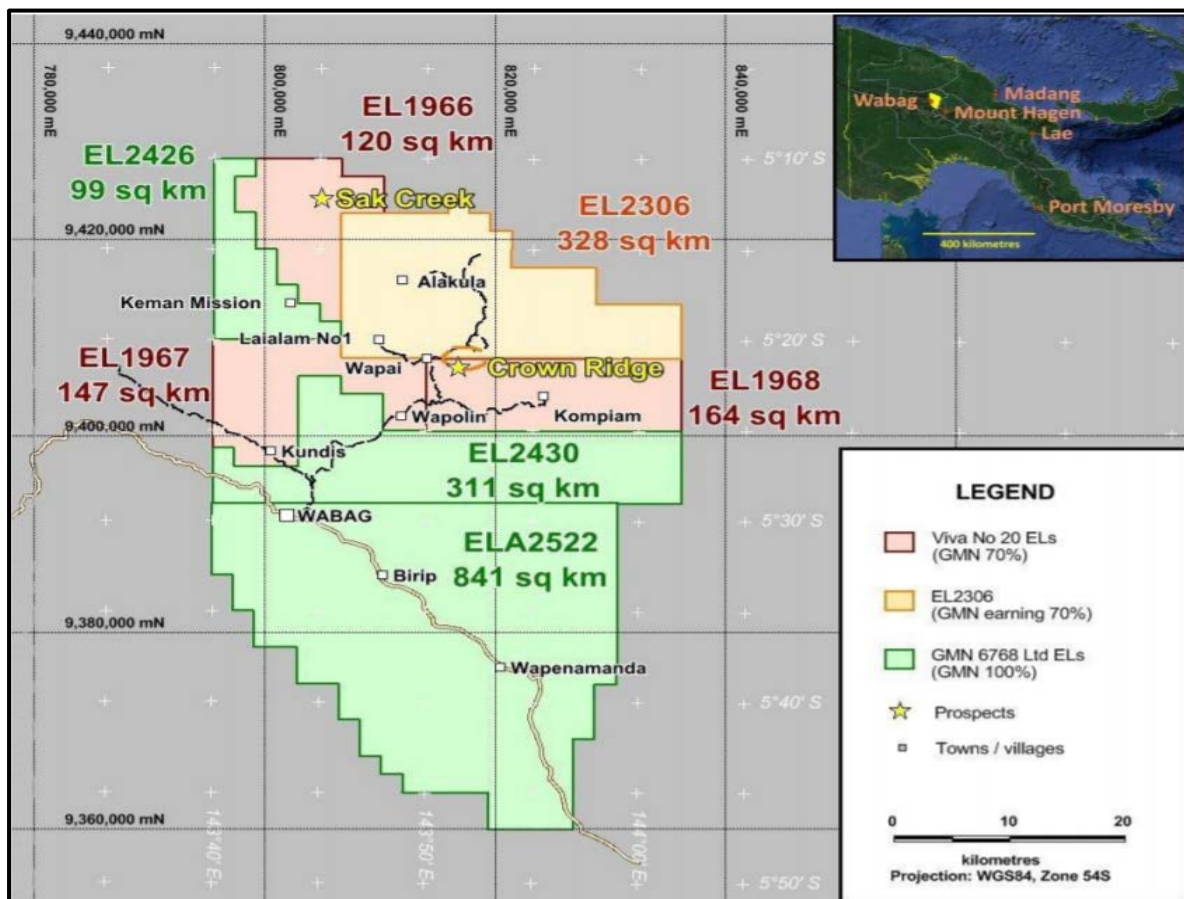 9,440,000 mN
780,000 mE
800,000 mE
820,000 mE
840,000 mE
EL1966
120 sq km
EL2426
99 sq km
Sak Creek
EL2306
328 sq km
5°10' S
9,420,000 mN
Alakula
Keman Mission
Laialam No1
5°20' S
EL1967
147 sq km
Wapai
Crown Ridge
EL1968
164 sq km
Wapolin
Kompiam
9,400,000 mN
Kundis
EL2430
311 sq km
WABAG
5°30' S
ELA2522
841 sq km
Birip
9,380,000 mN
Wapenamanda
5°40' S
9,360,000 mN
143°40' E
143°50' E
144°00' E
5°50' S
Wabag
Madang
Mount Hagen
Lae
Port Moresby
400 kilometres
LEGEND
Viva No 20 ELs
(GMN 70%)
EL2306
(GMN earning 70%)
GMN 6768 Ltd ELs
(GMN 100%)
Prospects
Towns / villages
0 10 20
kilometres
Projection: WGS84, Zone 54S